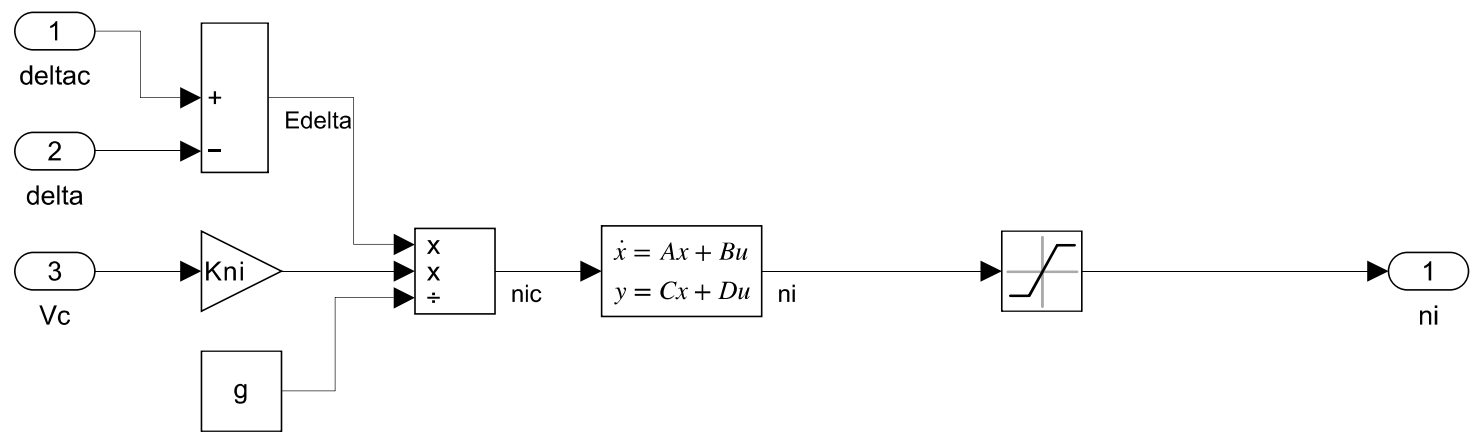 1
deltac
+
Edelta
2
−
delta
3
Kni
x
x
÷
ẋ = Ax + Bu
y = Cx + Du
1
Vc
nic
ni
ni
g